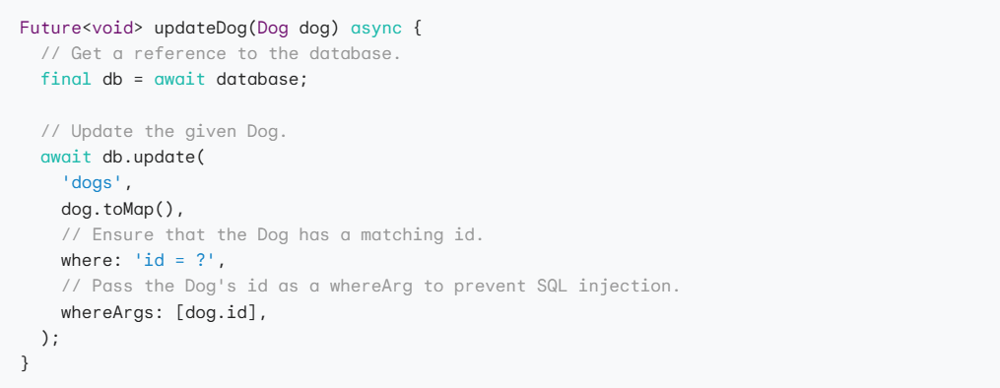 Future<void> updateDog(Dog dog) async {
  // Get a reference to the database.
  final db = await database;

  // Update the given Dog.
  await db.update(
    'dogs',
    dog.toMap(),
    // Ensure that the Dog has a matching id.
    where: 'id = ?',
    // Pass the Dog's id as a whereArg to prevent SQL injection.
    whereArgs: [dog.id],
  );
}